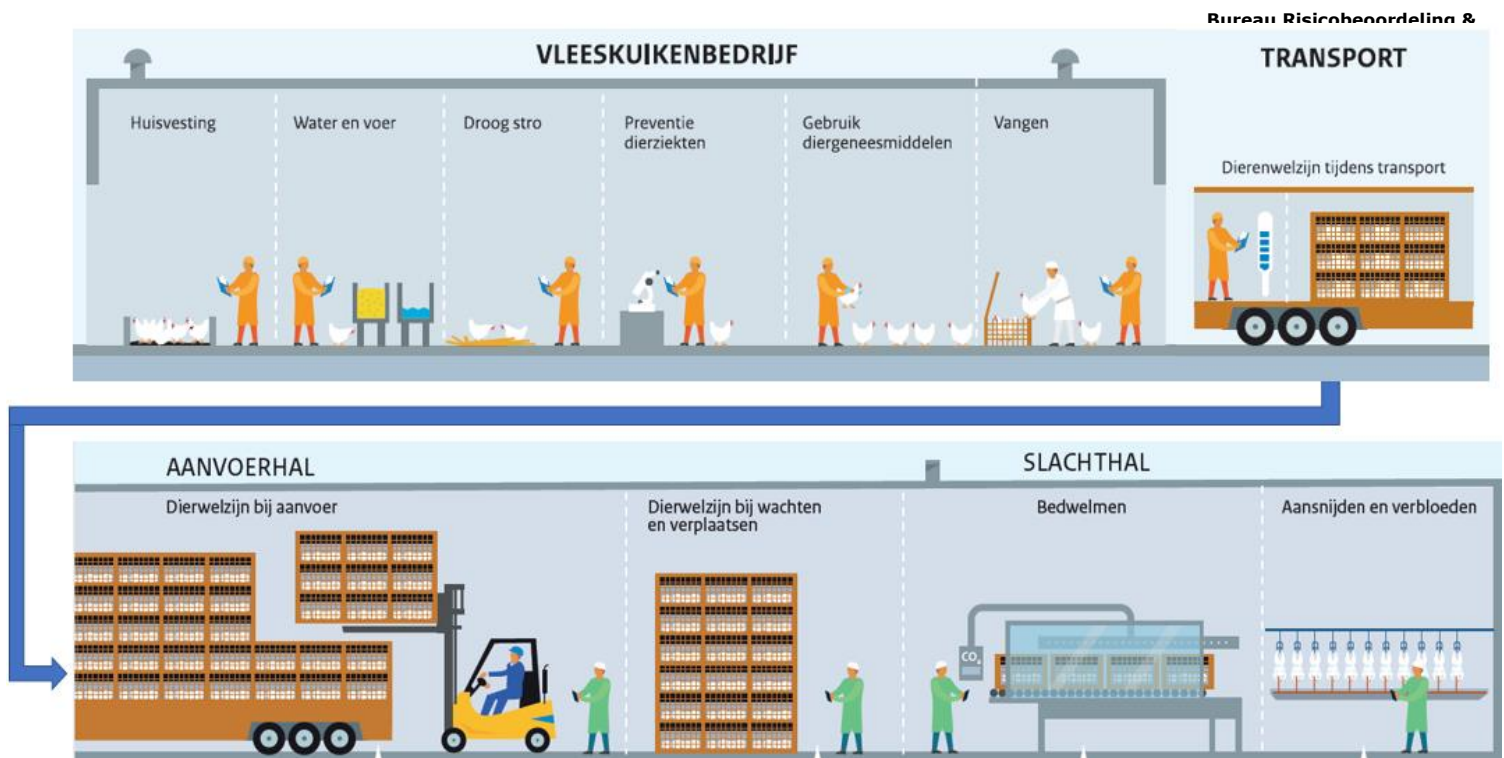 Bureau Risicobeoordeling &
VLEESKUIKENBEDRIJF
TRANSPORT
Huisvesting
Water en voer
Droog stro
Preventie
dierziekten
Gebruik
diergeneesmiddelen
Vangen
Dierenwelzijn tijdens transport
AANVOERHAL
SLACHTHAL
Dierwelzijn bij aanvoer
Dierwelzijn bij wachten
en verplaatsen
Bedwelmen
Aansnijden en verbloeden
CO₂